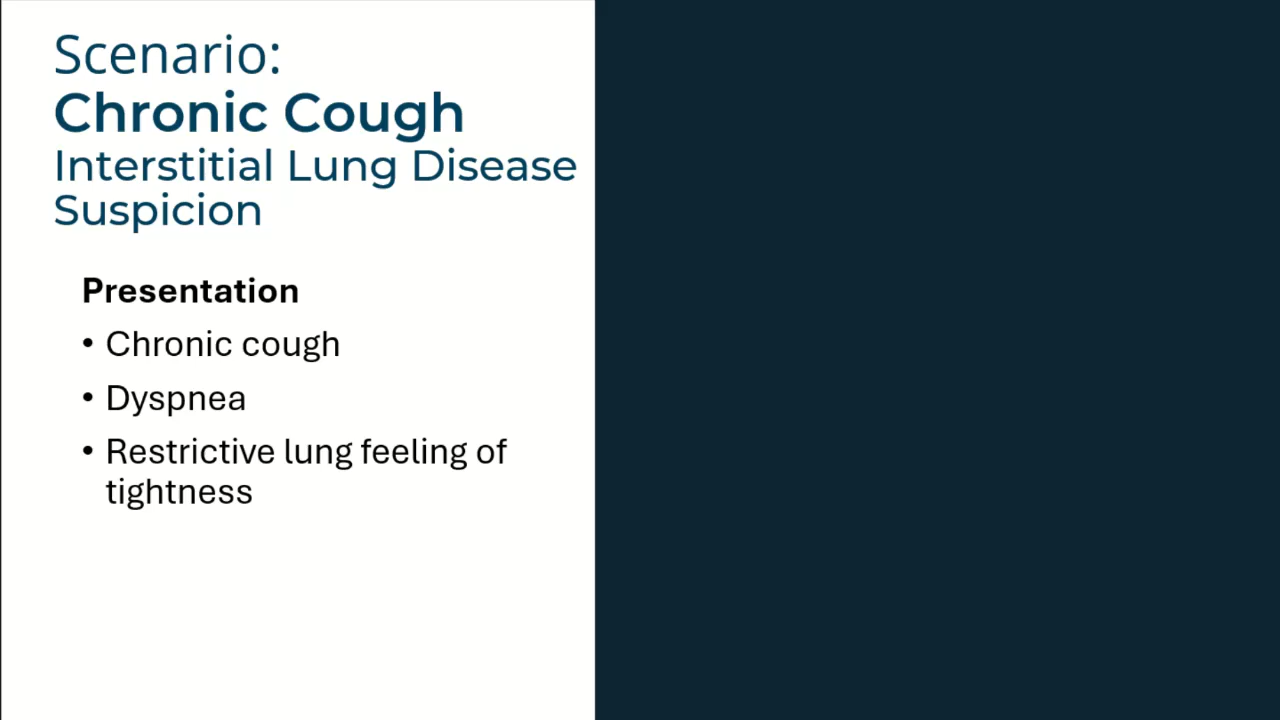 Scenario:
Chronic Cough
Interstitial Lung Disease
Suspicion
Presentation
• Chronic cough
• Dyspnea
• Restrictive lung feeling of
tightness